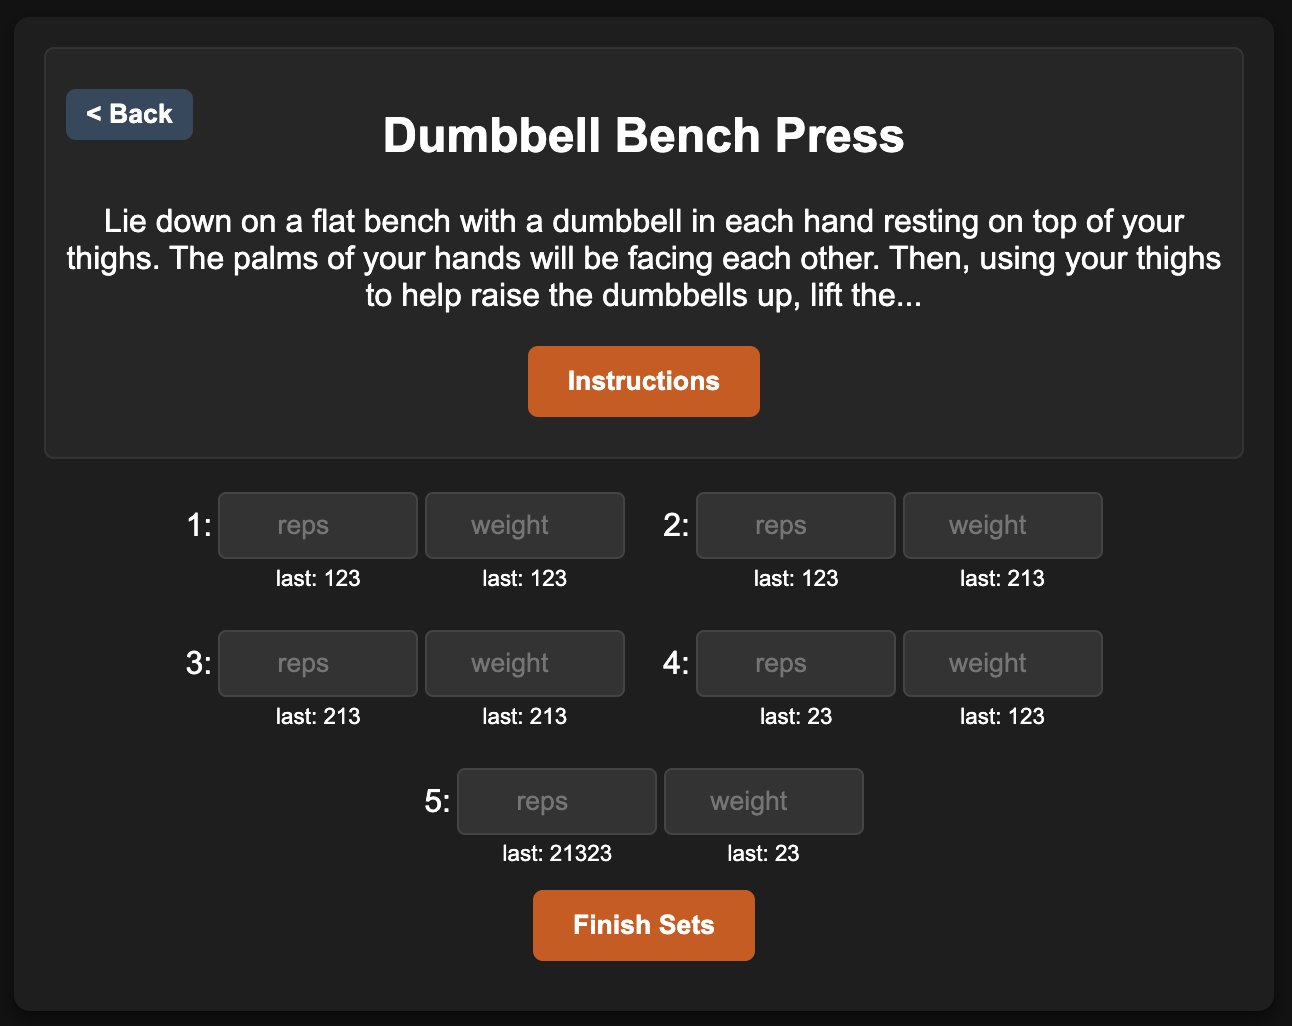 < Back
Dumbbell Bench Press
Lie down on a flat bench with a dumbbell in each hand resting on top of your
thighs. The palms of your hands will be facing each other. Then, using your thighs
to help raise the dumbbells up, lift the...
Instructions
1: reps weight 2: reps weight
last: 123 last: 123 last: 123 last: 213
3: reps weight 4: reps weight
last: 213 last: 213 last: 23 last: 123
5: reps weight
last: 21323 last: 23
Finish Sets